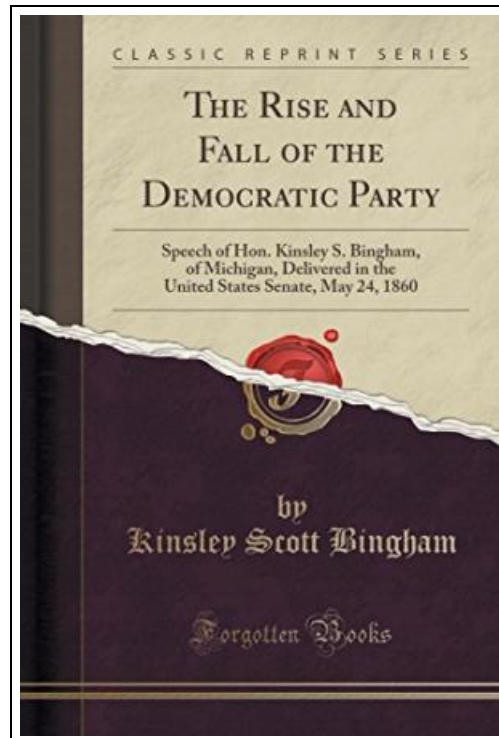 CLASSIC REPRINT SERIES
THE RISE AND
FALL OF THE
DEMOCRATIC PARTY
Speech of Hon. Kinsley S. Bingham,
of Michigan, Delivered in the
United States Senate, May 24, 1860
by
Kinsley Scott Bingham
Forgotten Books